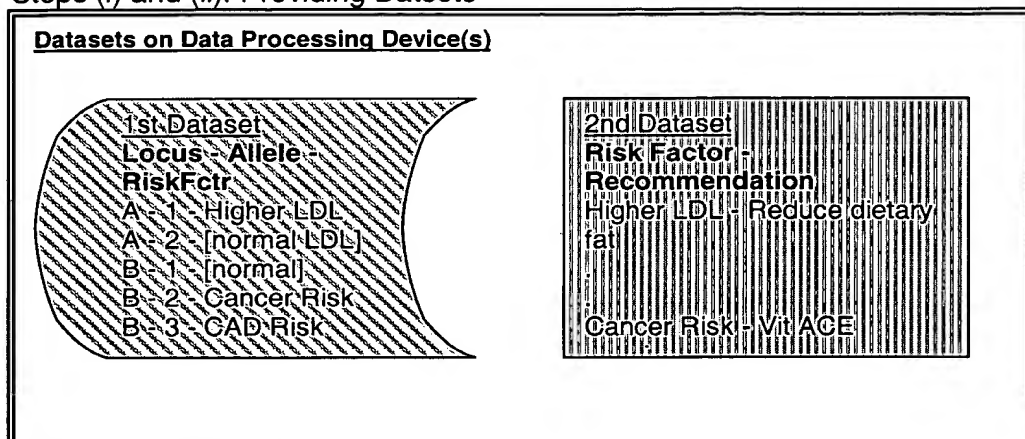 Steps (i) and (ii): Providing Datsets
Datasets on Data Processing Device(s)
1st Dataset
Locus - Allele -
RiskFctr
A - 1 - Higher LDL
A - 2 - [normal LDL]
B - 1 - [normal]
B - 2 - Cancer Risk
B - 3 - CAD Risk
2nd Dataset
Risk Factor -
Recommendation
Higher LDL - Reduce dietary
fat
.
.
Cancer Risk - Vit ACE